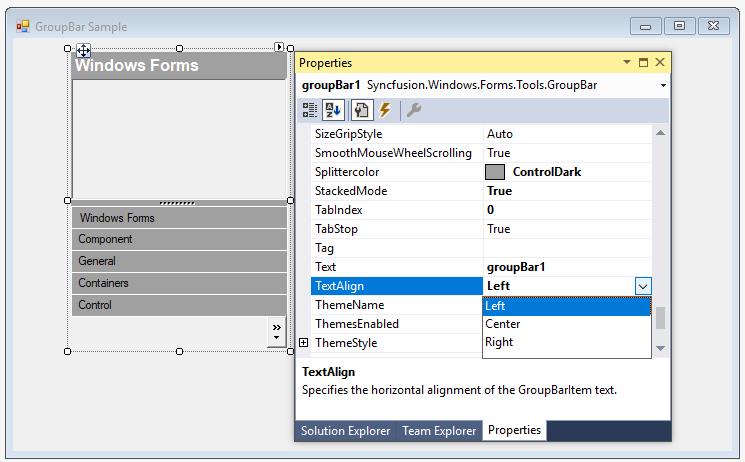 GroupBar Sample
Windows Forms
Windows Forms
Component
General
Containers
Control
Properties
groupBar1 Syncfusion.Windows.Forms.Tools.GroupBar
SizeGripStyle Auto
SmoothMouseWheelScrolling True
Splittercolor ControlDark
StackedMode True
TabIndex 0
TabStop True
Tag
Text groupBar1
TextAlign Left
ThemeName Left
ThemesEnabled Center
ThemeStyle Right
TextAlign
Specifies the horizontal alignment of the GroupBarItem text.
Solution Explorer Team Explorer Properties